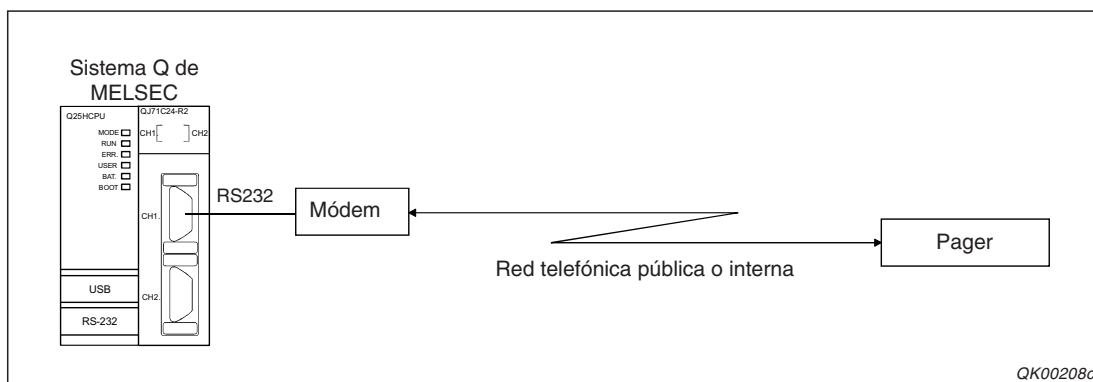 Sistema Q de
MELSEC
Q25HCPU
QJ71C24-R2
MODE
RUN
ERR.
USER
BAT.
BOOT
CH1.
CH2
CH1.
RS232
Módem
Pager
Red telefónica pública o interna
USB
CH2.
RS-232
QK00208c